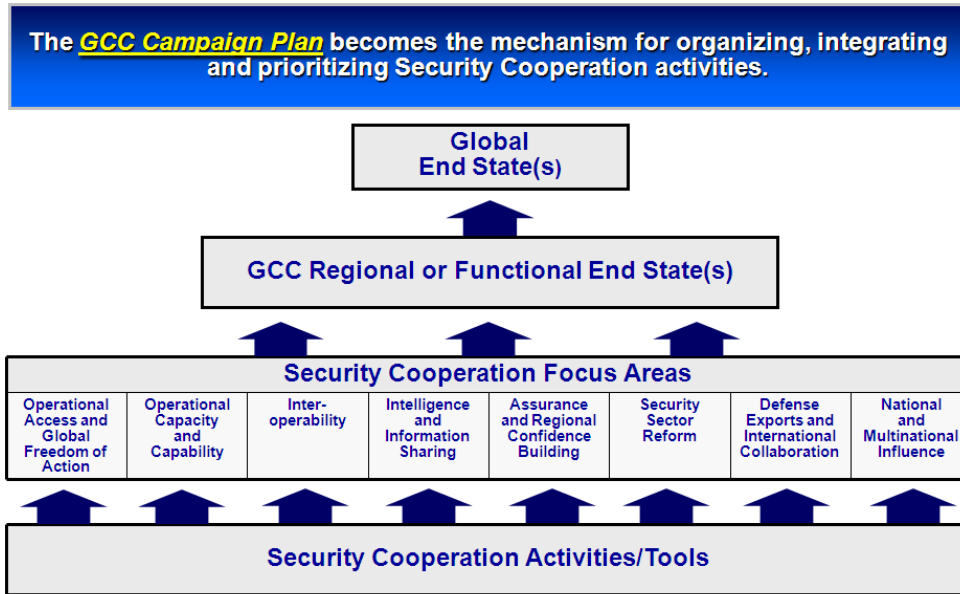 The GCC Campaign Plan becomes the mechanism for organizing, integrating
and prioritizing Security Cooperation activities.
Global
End State(s)
GCC Regional or Functional End State(s)
Security Cooperation Focus Areas
Operational
Access and
Global
Freedom of
Action
Operational
Capacity
and
Capability
Inter-
operability
Intelligence
and
Information
Sharing
Assurance
and Regional
Confidence
Building
Security
Sector
Reform
Defense
Exports and
International
Collaboration
National
and
Multinational
Influence
Security Cooperation Activities/Tools